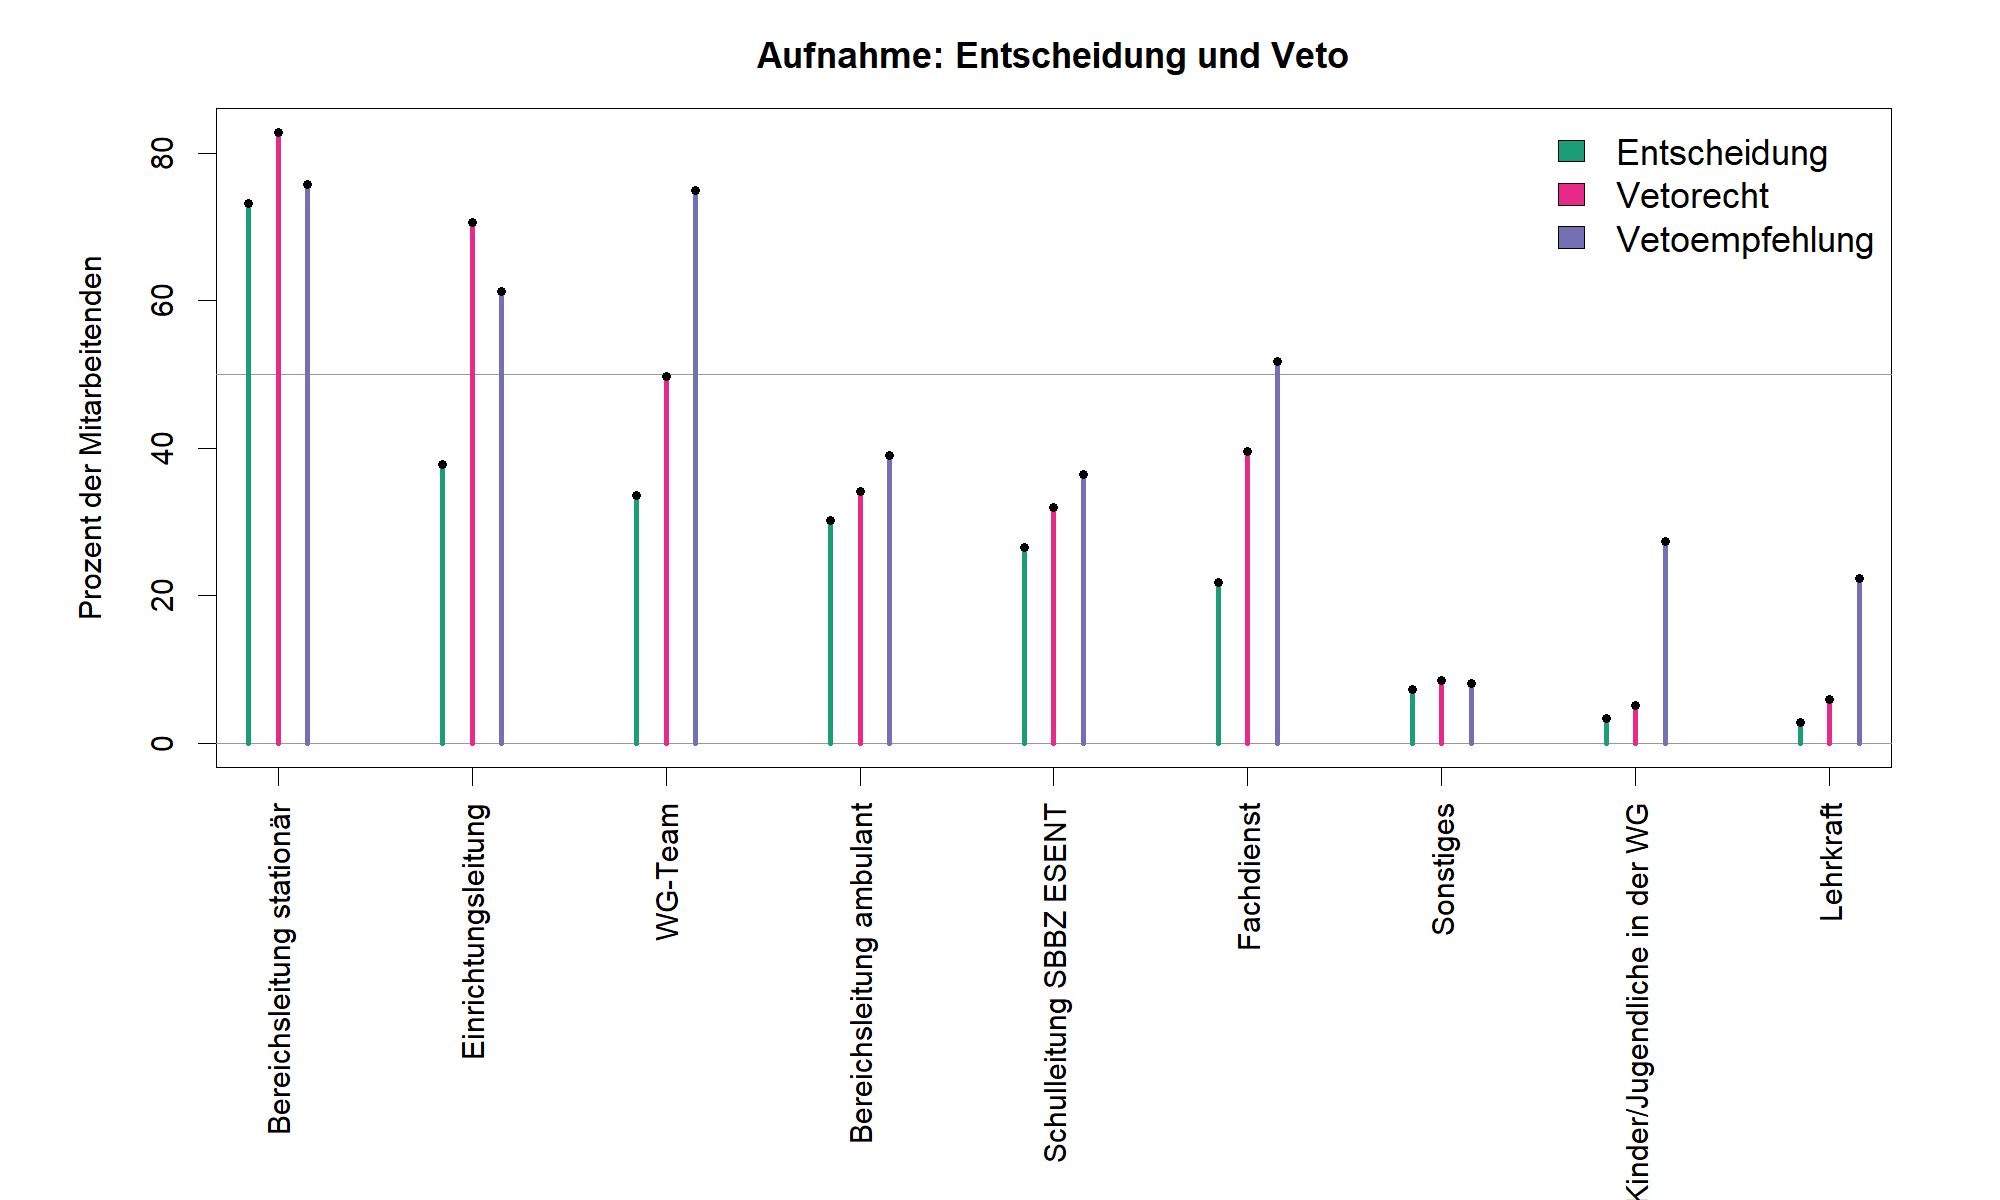 Aufnahme: Entscheidung und Veto
Prozent der Mitarbeitenden
80
60
40
20
0
Entscheidung
Vetorecht
Vetoempfehlung
Bereichsleitung stationär
Einrichtungsleitung
WG-Team
Bereichsleitung ambulant
Schulleitung SBBZ ESENT
Fachdienst
Sonstiges
Kinder/Jugendliche in der WG
Lehrkraft